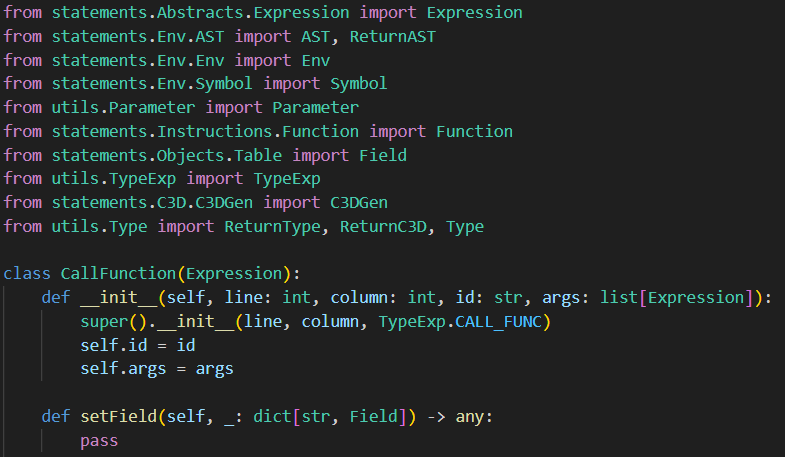 from statements.Abstracts.Expression import Expression
from statements.Env.AST import AST, ReturnAST
from statements.Env.Env import Env
from statements.Env.Symbol import Symbol
from utils.Parameter import Parameter
from statements.Instructions.Function import Function
from statements.Objects.Table import Field
from utils.TypeExp import TypeExp
from statements.C3D.C3DGen import C3DGen
from utils.Type import ReturnType, ReturnC3D, Type

class CallFunction(Expression):
    def __init__(self, line: int, column: int, id: str, args: list[Expression]):
        super().__init__(line, column, TypeExp.CALL_FUNC)
        self.id = id
        self.args = args

    def setField(self, _: dict[str, Field]) -> any:
        pass